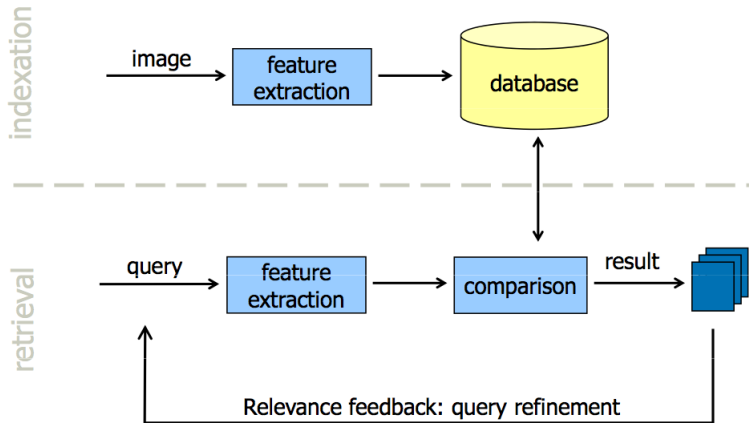 indexation
image
feature
extraction
database
retrieval
query
feature
extraction
comparison
result
Relevance feedback: query refinement